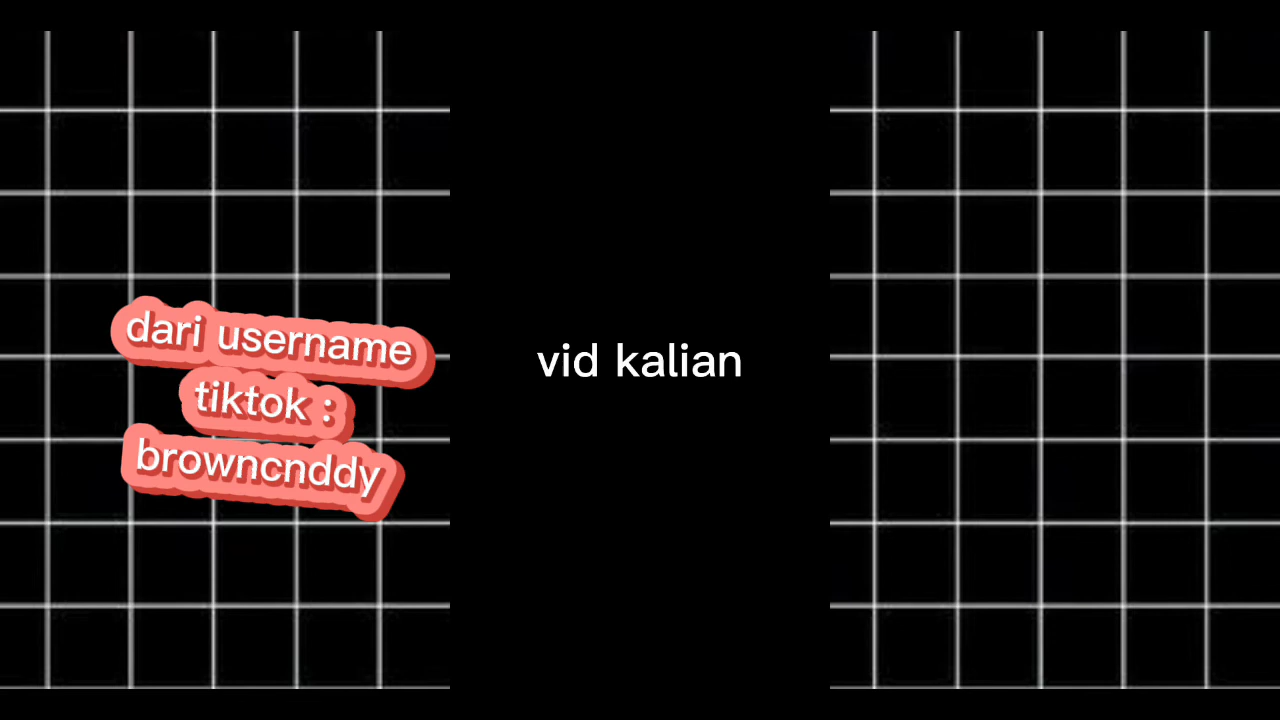 dari username
tiktok :
browncnddy
vid kalian